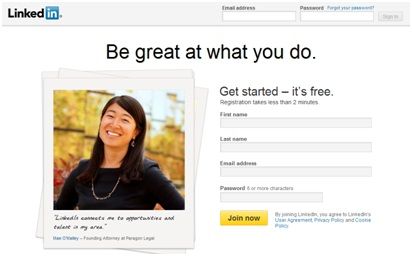 Linked in
Email address Password Forgot your password?
Sign In
Be great at what you do.
Get started – it's free.
Registration takes less than 2 minutes.
First name
Last name
Email address
Password 6 or more characters
Join now
By joining LinkedIn, you agree to LinkedIn's
User Agreement, Privacy Policy and Cookie
Policy.
"LinkedIn connects me to opportunities and
talent in my area."
Mae O'Malley – Founding Attorney at Paragon Legal